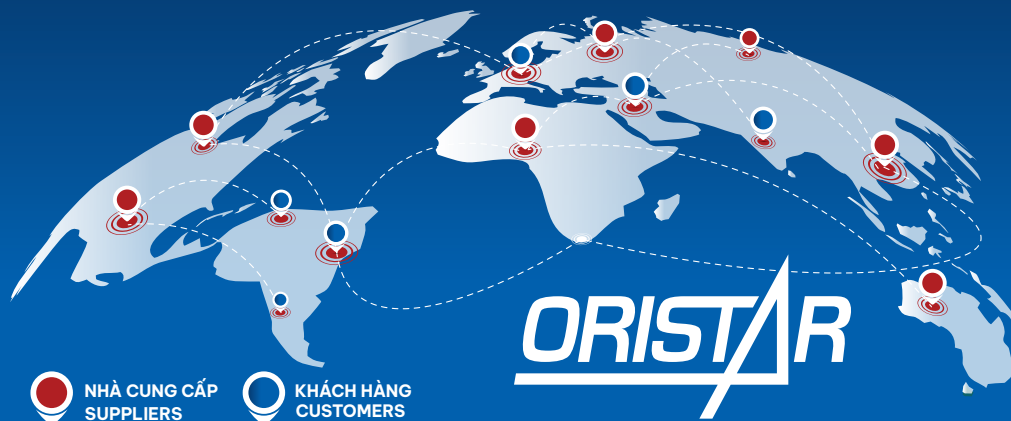 ORISTAR
NHÀ CUNG CẤP
SUPPLIERS
KHÁCH HÀNG
CUSTOMERS